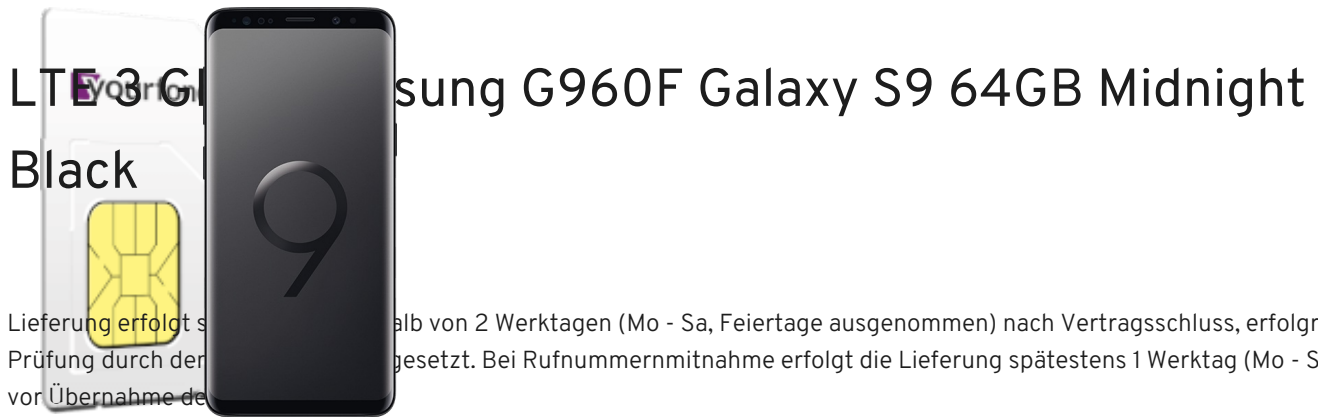 LTE 3 sung G960F Galaxy S9 64GB Midnight
Black
yourfon
9
Lieferung erfolgt s alb von 2 Werktagen (Mo - Sa, Feiertage ausgenommen) nach Vertragsschluss, erfolgr
Prüfung durch der gesetzt. Bei Rufnummernmitnahme erfolgt die Lieferung spätestens 1 Werktag (Mo - S
vor Übernahme de